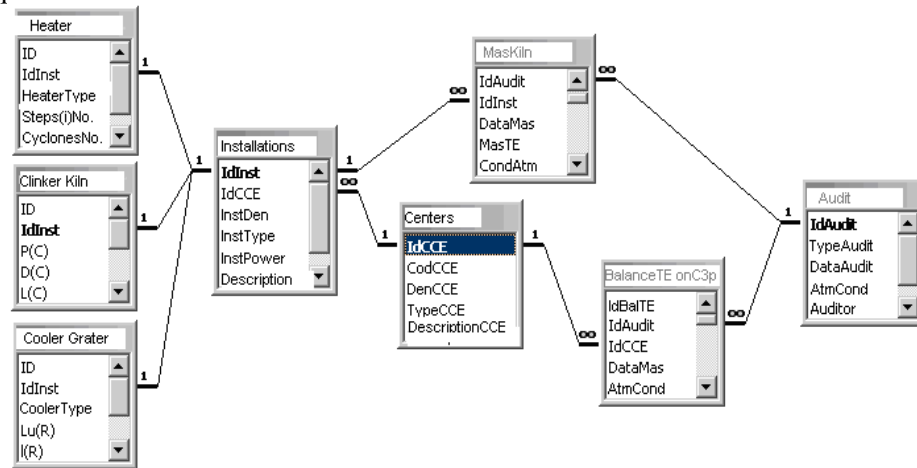 Heater
ID
IdInst
HeaterType
Steps(i)No.
CyclonesNo.
1
Clinker Kiln
ID
IdInst
P(C)
D(C)
L(C)
1
Cooler Grater
ID
IdInst
CoolerType
Lu(R)
l(R)
1
1
Installations
IdInst
IdCCE
InstDen
InstType
InstPower
Description
1
∞
MasKiln
IdAudit
IdInst
DataMas
MasTE
CondAtm
∞
∞
Centers
IdCCE
CodCCE
DenCCE
TypeCCE
DescriptionCCE
1
1
BalanceTE onC3p
IdBalTE
IdAudit
IdCCE
DataMas
AtmCond
∞
∞
Audit
IdAudit
TypeAudit
DataAudit
AtmCond
Auditor
1